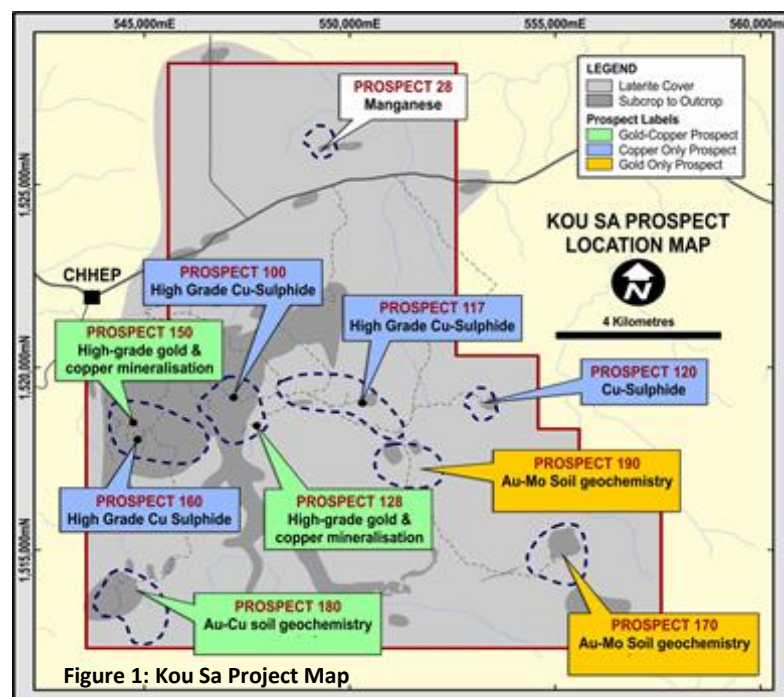 545,000mE
550,000mE
555,000mE
560,000mE
1,525,000mN
1,520,000mN
1,515,000mN
PROSPECT 28
Manganese
LEGEND
Laterite Cover
Subcrop to Outcrop
Prospect Labels
Gold-Copper Prospect
Copper Only Prospect
Gold Only Prospect
KOU SA PROSPECT
LOCATION MAP
N
4 Kilometres
CHHEP
PROSPECT 100
High Grade Cu-Sulphide
PROSPECT 117
High Grade Cu-Sulphide
PROSPECT 150
High-grade gold &
copper mineralisation
PROSPECT 120
Cu-Sulphide
PROSPECT 190
Au-Mo Soil geochemistry
PROSPECT 160
High Grade Cu Sulphide
PROSPECT 128
High-grade gold &
copper mineralisation
PROSPECT 180
Au-Cu soil geochemistry
PROSPECT 170
Au-Mo Soil geochemistry
Figure 1: Kou Sa Project Map